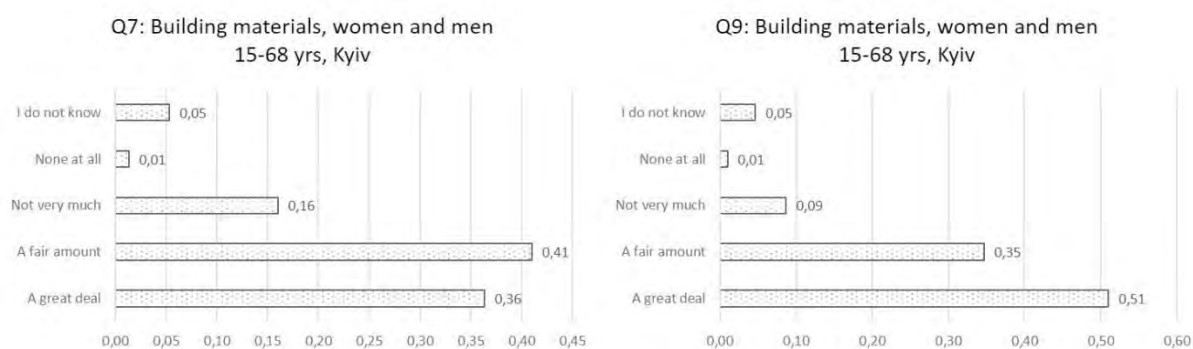 Q7: Building materials, women and men
15-68 yrs, Kyiv
I do not know
0,05
None at all
0,01
Not very much
0,16
A fair amount
0,41
A great deal
0,36
0,00 0,05 0,10 0,15 0,20 0,25 0,30 0,35 0,40 0,45
Q9: Building materials, women and men
15-68 yrs, Kyiv
I do not know
0,05
None at all
0,01
Not very much
0,09
A fair amount
0,35
A great deal
0,51
0,00 0,10 0,20 0,30 0,40 0,50 0,60